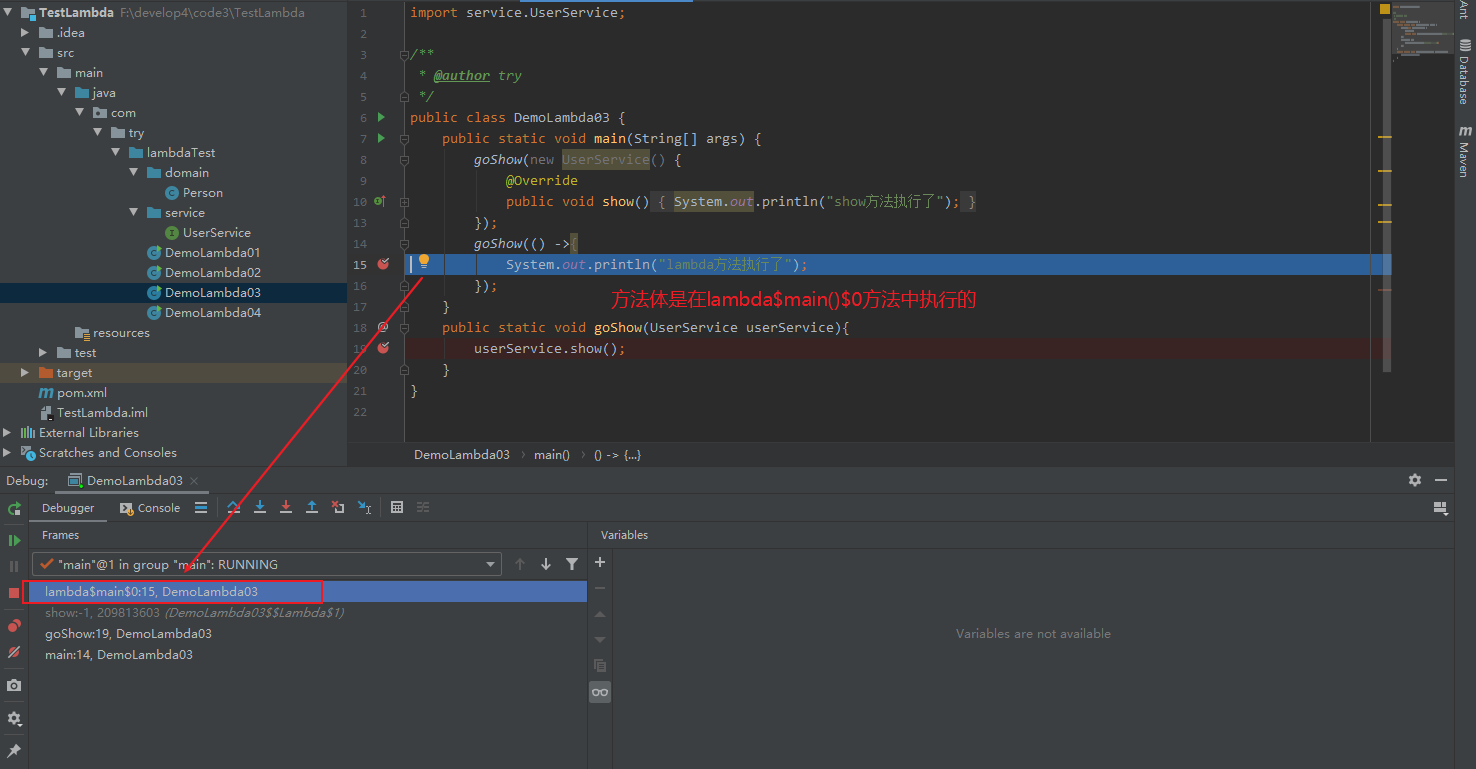 TestLambda F:\develop4\code3\TestLambda
.idea
src
main
java
com
try
lambdaTest
domain
Person
service
UserService
DemoLambda01
DemoLambda02
DemoLambda03
DemoLambda04
resources
test
target
pom.xml
TestLambda.iml
External Libraries
Scratches and Consoles
1 import service.UserService;
2
3 /**
4 * @author try
5 */
6 public class DemoLambda03 {
7 public static void main(String[] args) {
8 goShow(new UserService() {
9 @Override
10 public void show() { System.out.println("show方法执行了"); }
13 });
14 goShow(() ->{
15 System.out.println("lambda方法执行了");
16 });
方法体是在lambda$main()$0方法中执行的
17 }
18 @ public static void goShow(UserService userService){
19 userService.show();
20 }
21 }
22
DemoLambda03 › main() › () -> {...}
Ant
Database
Maven
Debug: DemoLambda03
Debugger Console
Frames
"main"@1 in group "main": RUNNING
lambda$main$0:15, DemoLambda03
show:-1, 209813603 (DemoLambda03$$Lambda$1)
goShow:19, DemoLambda03
main:14, DemoLambda03
Variables
Variables are not available